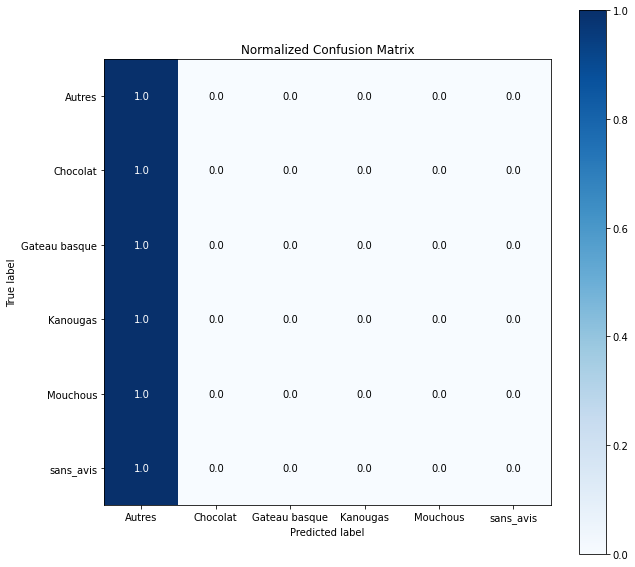 Normalized Confusion Matrix
Autres 1.0 0.0 0.0 0.0 0.0 0.0
Chocolat 1.0 0.0 0.0 0.0 0.0 0.0
Gateau basque 1.0 0.0 0.0 0.0 0.0 0.0
Kanougas 1.0 0.0 0.0 0.0 0.0 0.0
Mouchous 1.0 0.0 0.0 0.0 0.0 0.0
sans_avis 1.0 0.0 0.0 0.0 0.0 0.0
True label
Autres Chocolat Gateau basque Kanougas Mouchous sans_avis
Predicted label
1.0
0.8
0.6
0.4
0.2
0.0